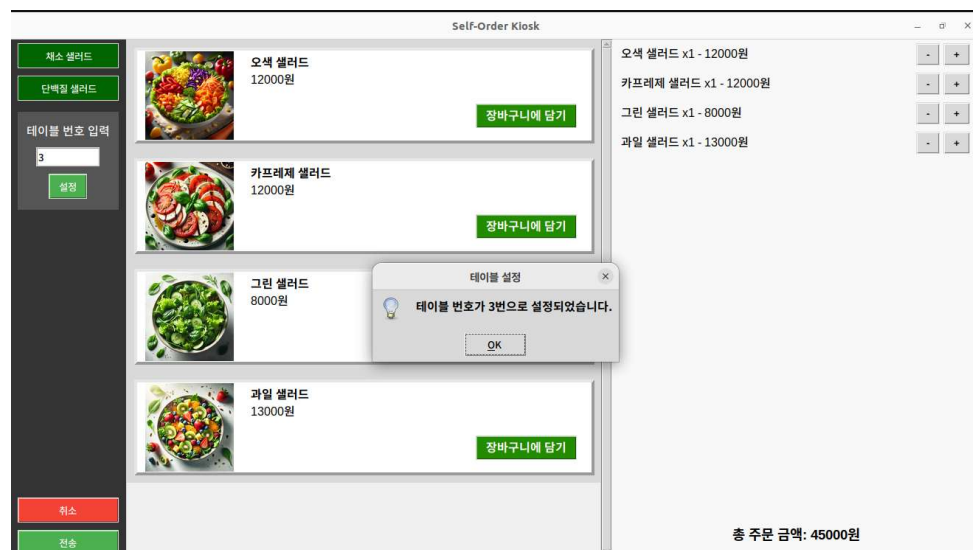 Self-Order Kiosk
채소 샐러드
단백질 샐러드
테이블 번호 입력
3
설정
취소
전송
오색 샐러드
12000원
장바구니에 담기
카프레제 샐러드
12000원
장바구니에 담기
그린 샐러드
8000원
과일 샐러드
13000원
장바구니에 담기
테이블 설정
테이블 번호가 3번으로 설정되었습니다.
OK
오색 샐러드 x1 - 12000원
- +
카프레제 샐러드 x1 - 12000원
- +
그린 샐러드 x1 - 8000원
- +
과일 샐러드 x1 - 13000원
- +
총 주문 금액: 45000원